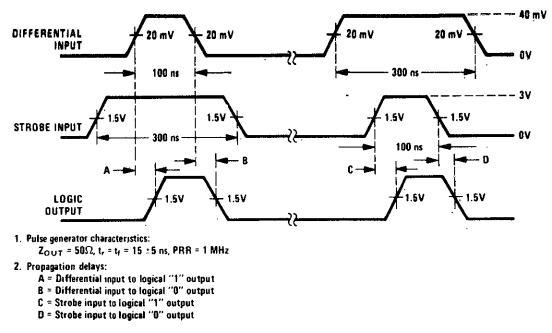 40 mV
DIFFERENTIAL INPUT
20 mV 20 mV 20 mV 20 mV
0V
100 ns 300 ns
3V
STROBE INPUT
1.5V 1.5V 1.5V 1.5V
0V
300 ns 100 ns
A B C D
LOGIC OUTPUT
1.5V 1.5V 1.5V 1.5V
1. Pulse generator characteristics:
ZOUT = 50Ω, tr = tf = 15 ±5 ns, PRR = 1 MHz
2. Propagation delays:
A = Differential input to logical "1" output
B = Differential input to logical "0" output
C = Strobe input to logical "1" output
D = Strobe input to logical "0" output